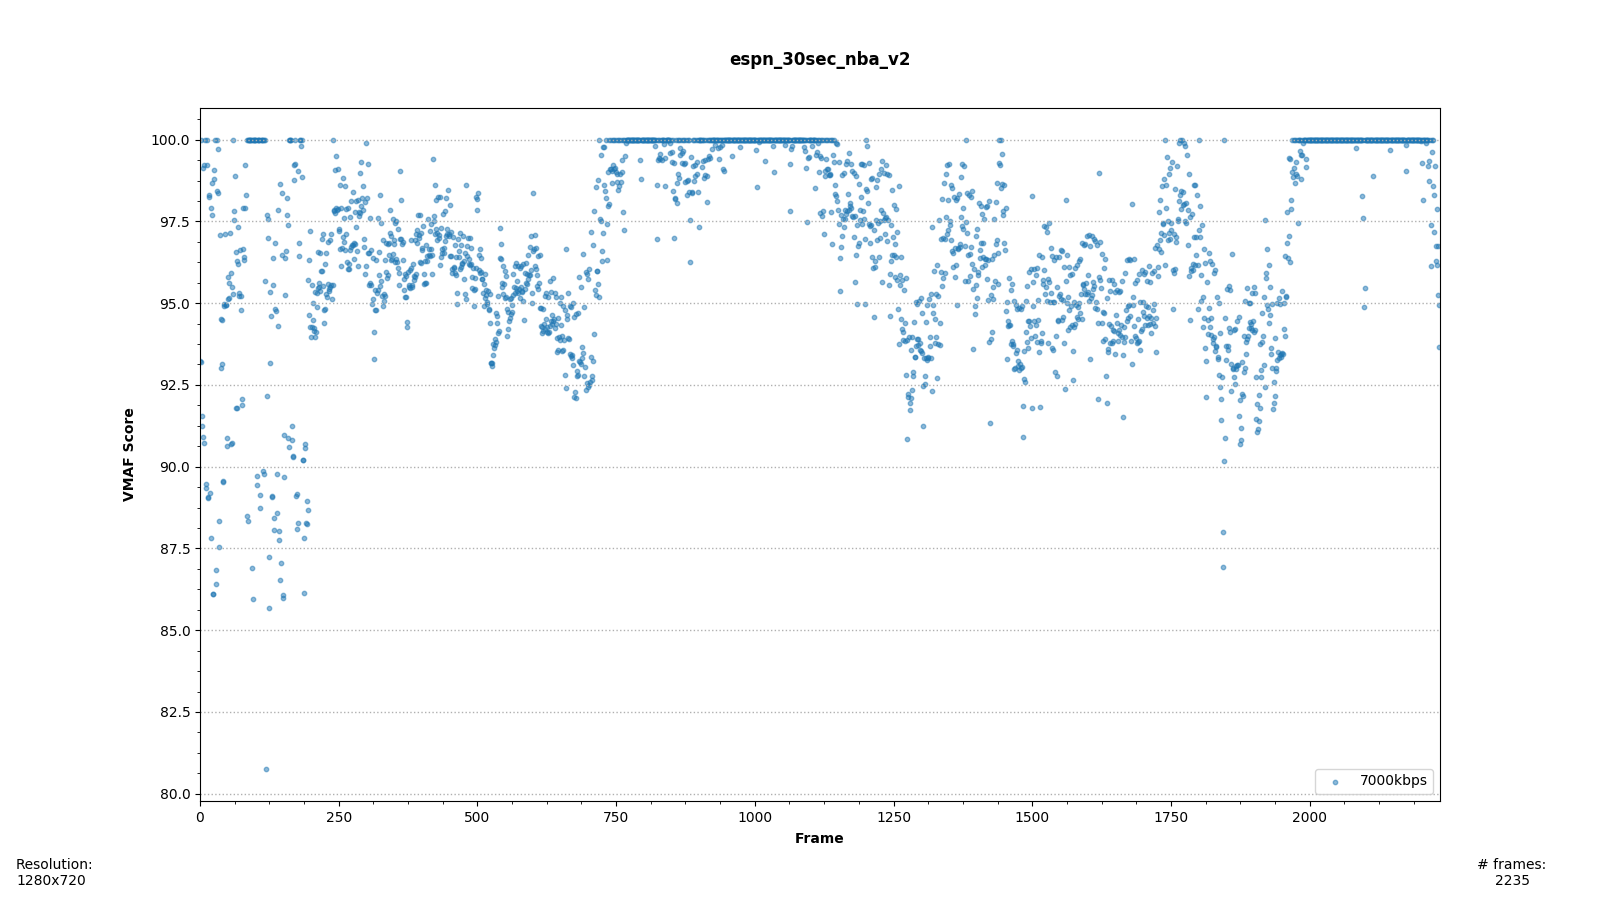 espn_30sec_nba_v2
100.0
97.5
95.0
92.5
90.0
87.5
85.0
82.5
80.0
VMAF Score
7000kbps
0 250 500 750 1000 1250 1500 1750 2000
Frame
Resolution:
1280x720
# frames:
2235